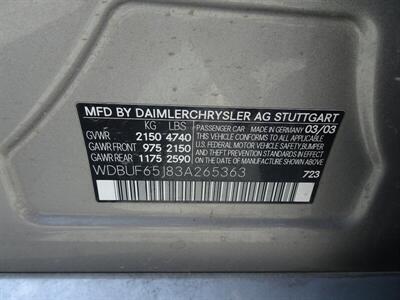 MFD BY DAIMLERCHRYSLER AG STUTTGART
KG LBS
GVWR 2150 4740
GAWR FRONT 975 2150
GAWR REAR 1175 2590
PASSENGER CAR MADE IN GERMANY 03/03
THIS VEHICLE CONFORMS TO ALL APPLICABLE
U.S. FEDERAL MOTOR VEHICLE SAFETY, BUMPER
AND THEFT PREVENTION STANDARDS IN
EFFECT ON THE DATE OF MANUFACTURE
SHOWN ABOVE
WDBUF65J83A265363
723